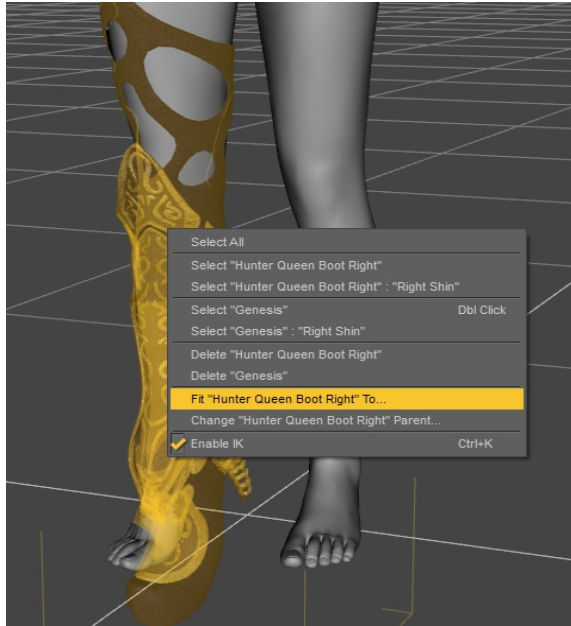 Select All
Select "Hunter Queen Boot Right"
Select "Hunter Queen Boot Right" : "Right Shin"
Select "Genesis" Dbl Click
Select "Genesis" : "Right Shin"
Delete "Hunter Queen Boot Right"
Delete "Genesis"
Fit "Hunter Queen Boot Right" To...
Change "Hunter Queen Boot Right" Parent...
Enable IK Ctrl+K